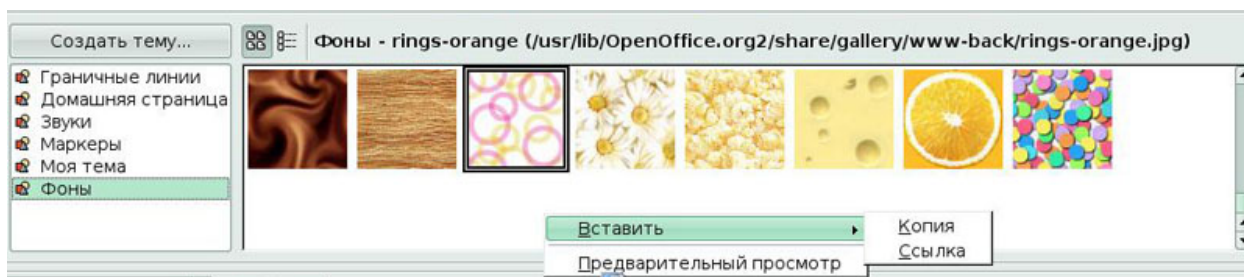 Создать тему...
Фоны - rings-orange (/usr/lib/OpenOffice.org2/share/gallery/www-back/rings-orange.jpg)
Граничные линии
Домашняя страница
Звуки
Маркеры
Моя тема
Фоны
Вставить
Предварительный просмотр
Копия
Ссылка